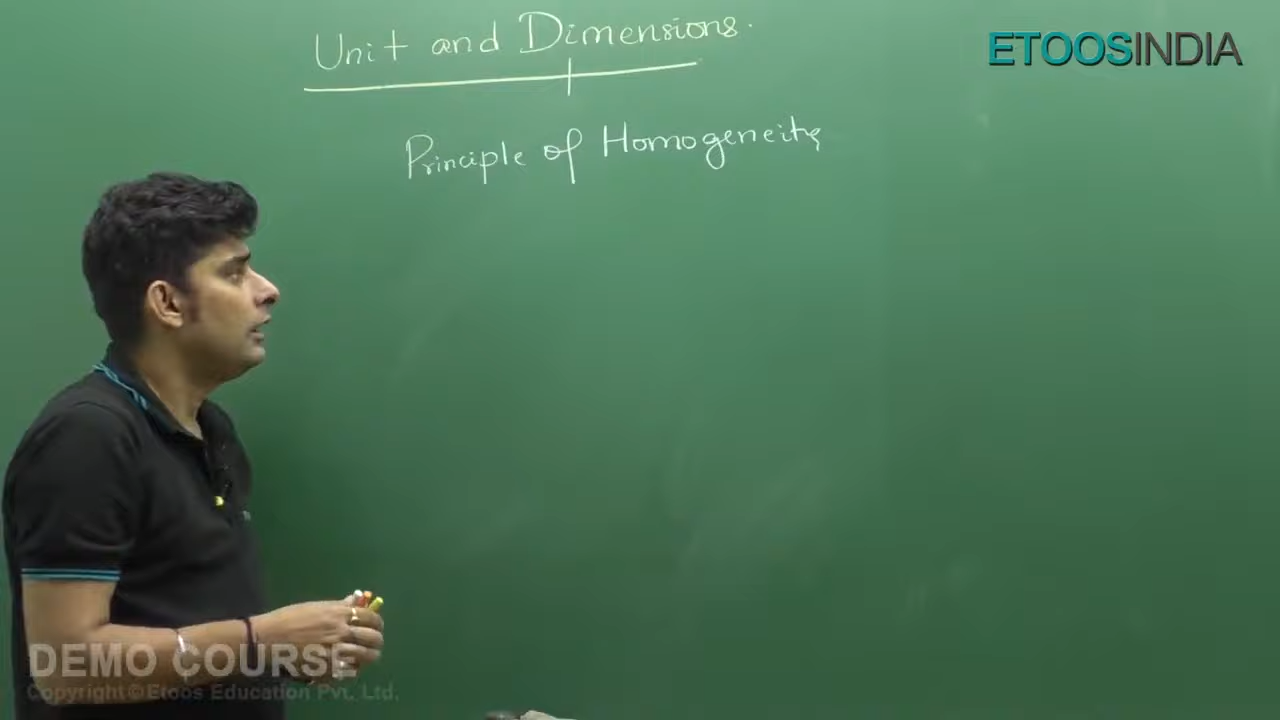 Unit and Dimensions.
ETOOSINDIA
Principle of Homogeneity
DEMO COURSE
Copyright © Etoos Education Pvt. Ltd.